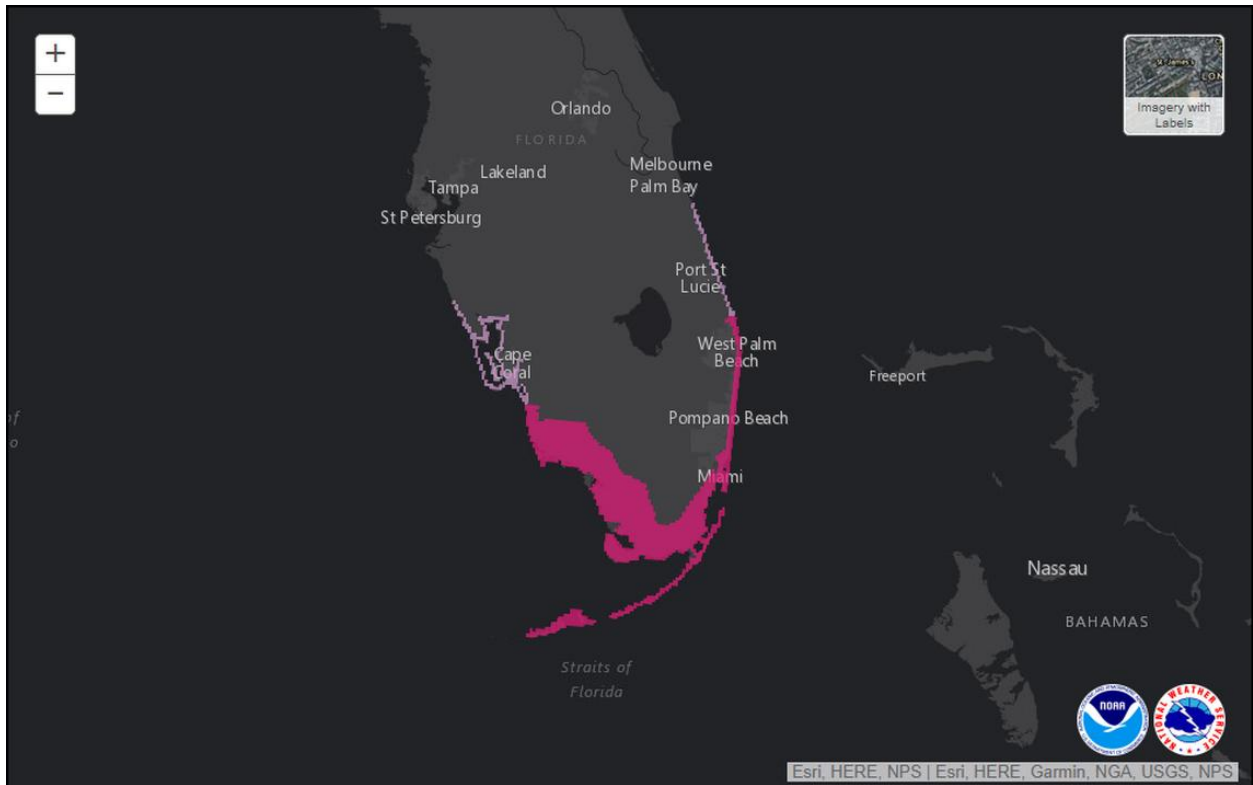 +
−
Imagery with
Labels
Orlando
FLORIDA
Melbourne
Lakeland
Palm Bay
Tampa
St Petersburg
Port St
Lucie
West Palm
Beach
Cape
Coral
Freeport
of
o
Pompano Beach
Miami
Nassau
BAHAMAS
Straits of
Florida
NOAA
NATIONAL WEATHER SERVICE
Esri, HERE, NPS | Esri, HERE, Garmin, NGA, USGS, NPS